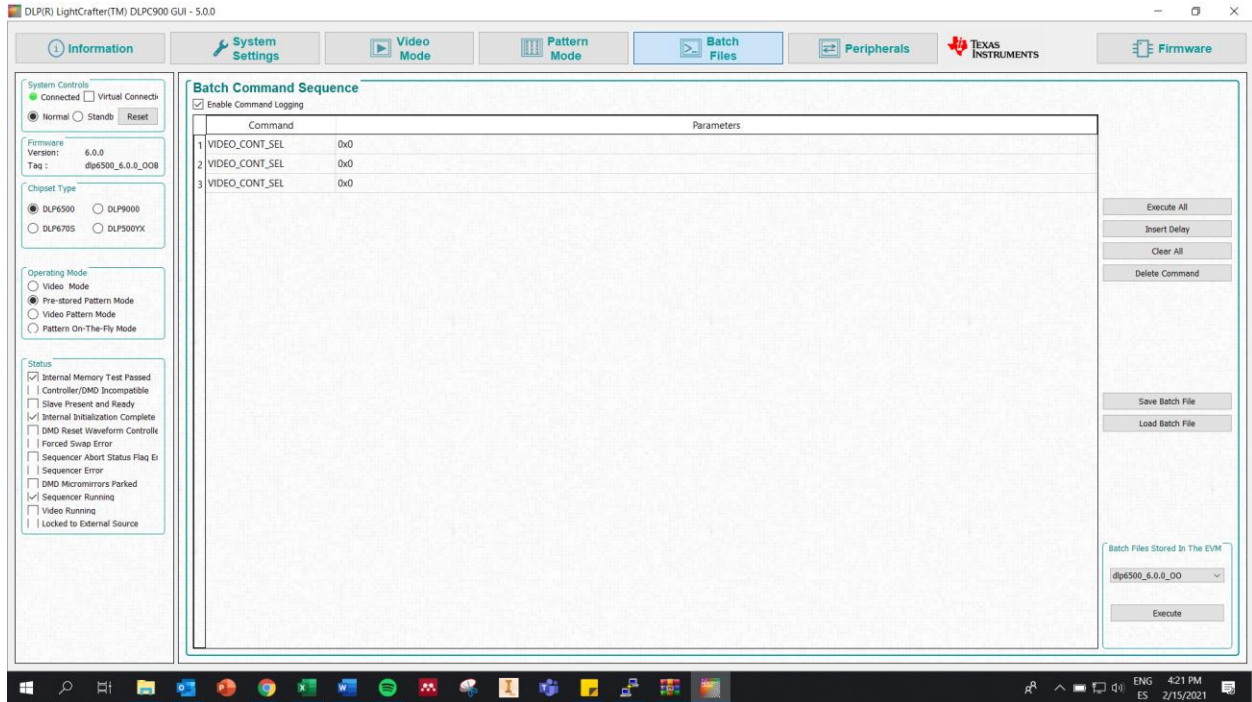 DLP(R) LightCrafter(TM) DLPC900 GUI - 5.0.0
Information
System
Settings
Video
Mode
Pattern
Mode
Batch
Files
Peripherals
TEXAS
INSTRUMENTS
Firmware
System Controls
Connected Virtual Connecti
Normal Standb Reset
Firmware
Version: 6.0.0
Tag : dlp6500_6.0.0_OOB
Chipset Type
DLP6500 DLP9000
DLP670S DLP500YX
Operating Mode
Video Mode
Pre-stored Pattern Mode
Video Pattern Mode
Pattern On-The-Fly Mode
Status
Internal Memory Test Passed
Controller/DMD Incompatible
Slave Present and Ready
Internal Initialization Complete
DMD Reset Waveform Controlle
Forced Swap Error
Sequencer Abort Status Flag Er
Sequencer Error
DMD Micromirrors Parked
Sequencer Running
Video Running
Locked to External Source
Batch Command Sequence
Enable Command Logging
Command Parameters
1 VIDEO_CONT_SEL 0x0
2 VIDEO_CONT_SEL 0x0
3 VIDEO_CONT_SEL 0x0
Execute All
Insert Delay
Clear All
Delete Command
Save Batch File
Load Batch File
Batch Files Stored In The EVM
dlp6500_6.0.0_OO
Execute
ENG 4:21 PM
ES 2/15/2021